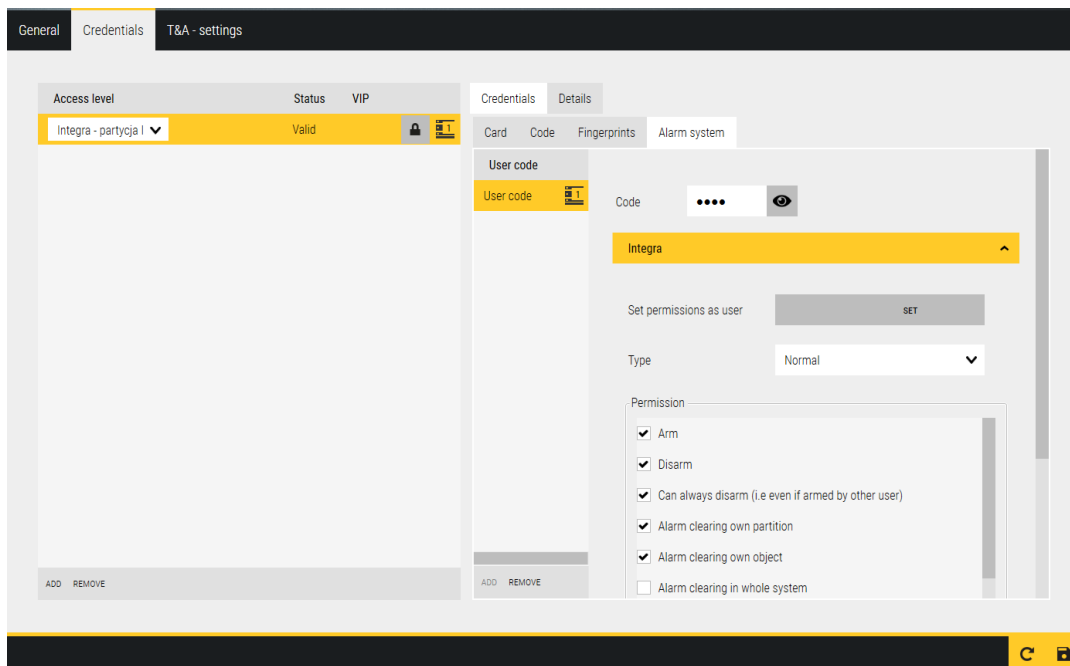 General Credentials T&A - settings
Access level Status VIP
Credentials Details
Integra - partycja I Valid 1
Card Code Fingerprints Alarm system
User code
User code 1
Code ••••
Integra
Set permissions as user SET
Type Normal
Permission
Arm
Disarm
Can always disarm (i.e even if armed by other user)
Alarm clearing own partition
Alarm clearing own object
Alarm clearing in whole system
ADD REMOVE
ADD REMOVE